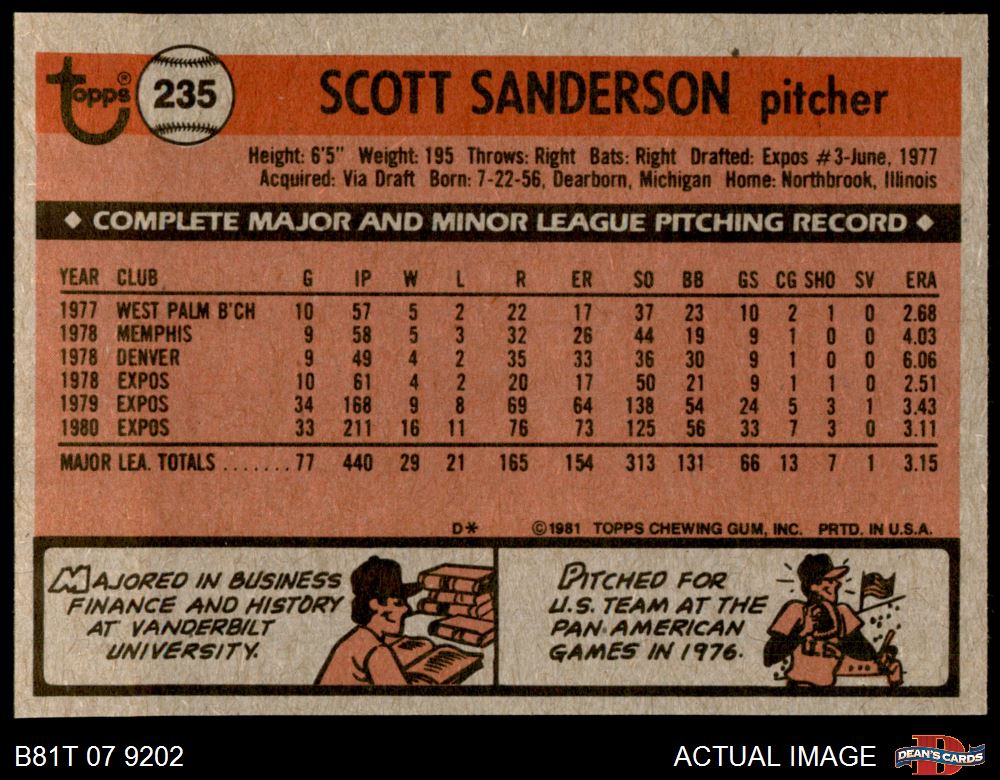 topps®
235
SCOTT SANDERSON pitcher
Height: 6'5" Weight: 195 Throws: Right Bats: Right Drafted: Expos #3-June, 1977
Acquired: Via Draft Born: 7-22-56, Dearborn, Michigan Home: Northbrook, Illinois
◆ COMPLETE MAJOR AND MINOR LEAGUE PITCHING RECORD ◆
YEAR CLUB G IP W L R ER SO BB GS CG SHO SV ERA
1977 WEST PALM B'CH 10 57 5 2 22 17 37 23 10 2 1 0 2.68
1978 MEMPHIS 9 58 5 3 32 26 44 19 9 1 0 0 4.03
1978 DENVER 9 49 4 2 35 33 36 30 9 1 0 0 6.06
1978 EXPOS 10 61 4 2 20 17 50 21 9 1 1 0 2.51
1979 EXPOS 34 168 9 8 69 64 138 54 24 5 3 1 3.43
1980 EXPOS 33 211 16 11 76 73 125 56 33 7 3 0 3.11
MAJOR LEA. TOTALS .......77 440 29 21 165 154 313 131 66 13 7 1 3.15
D* ©1981 TOPPS CHEWING GUM, INC. PRTD. IN U.S.A.
MAJORED IN BUSINESS
FINANCE AND HISTORY
AT VANDERBILT
UNIVERSITY.
PITCHED FOR
U.S. TEAM AT THE
PAN AMERICAN
GAMES IN 1976.
B81T 07 9202
ACTUAL IMAGE
D
DEAN'S CARDS